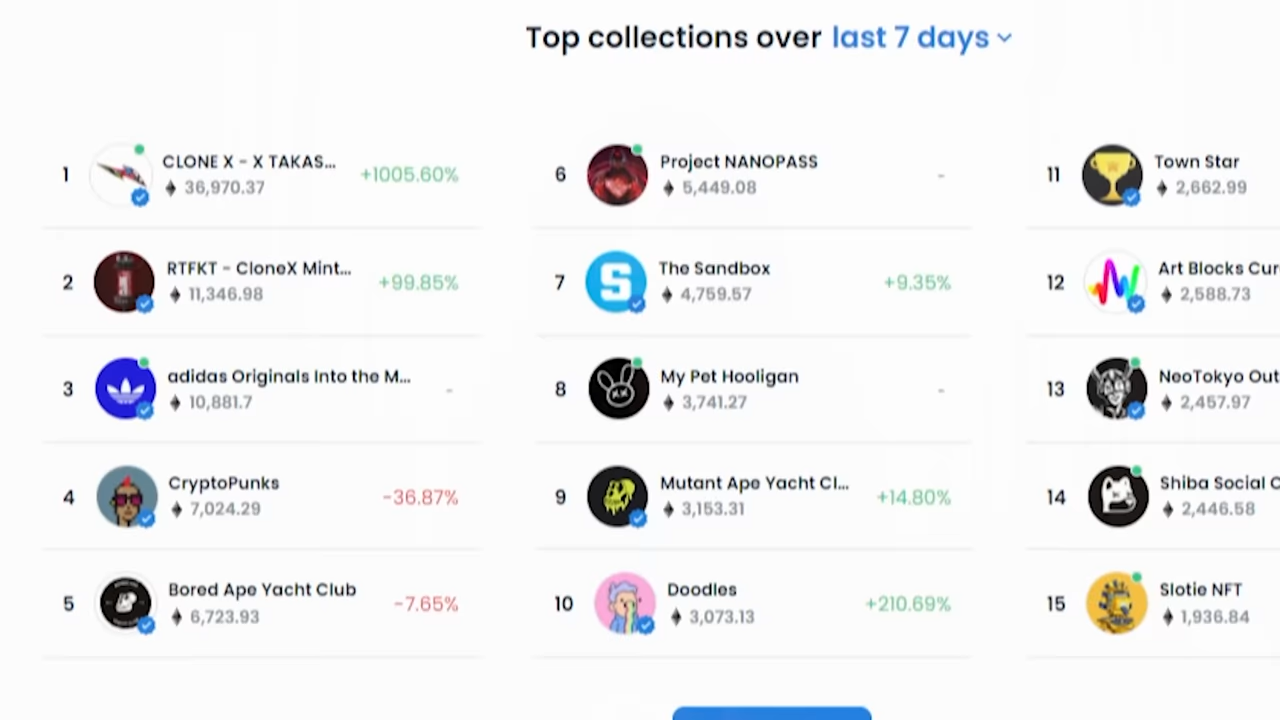 Top collections over last 7 days
1
CLONE X - X TAKAS...
36,970.37
+1005.60%
2
RTFKT - CloneX Mint...
11,346.98
+99.85%
3
adidas Originals Into the M...
10,881.7
-
4
CryptoPunks
7,024.29
-36.87%
5
Bored Ape Yacht Club
6,723.93
-7.65%
6
Project NANOPASS
5,449.08
-
7
The Sandbox
4,759.57
+9.35%
8
My Pet Hooligan
3,741.27
-
9
Mutant Ape Yacht Cl...
3,153.31
+14.80%
10
Doodles
3,073.13
+210.69%
11
Town Star
2,662.99
12
Art Blocks Cur
2,588.73
13
NeoTokyo Out
2,457.97
14
Shiba Social C
2,446.58
15
Slotie NFT
1,936.84